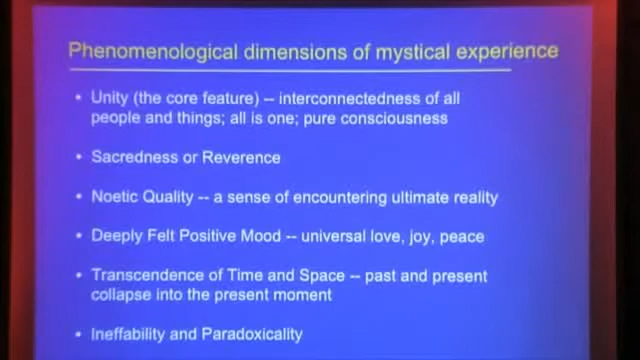 Phenomenological dimensions of mystical experience
• Unity (the core feature) -- interconnectedness of all
people and things; all is one; pure consciousness
• Sacredness or Reverence
• Noetic Quality -- a sense of encountering ultimate reality
• Deeply Felt Positive Mood -- universal love, joy, peace
• Transcendence of Time and Space -- past and present
collapse into the present moment
• Ineffability and Paradoxicality